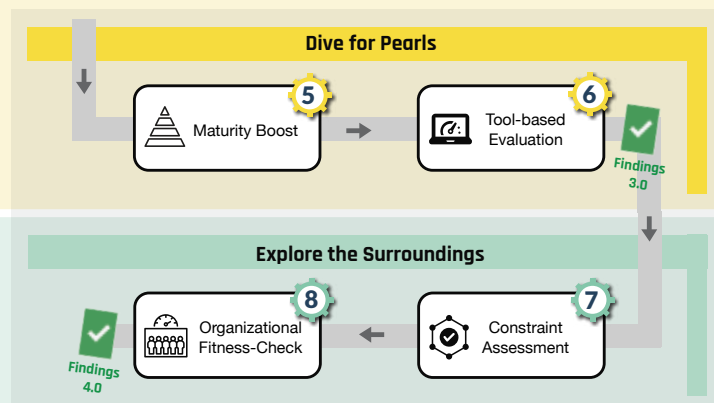 Dive for Pearls
5
Maturity Boost
6
Tool-based
Evaluation
Findings
3.0
Explore the Surroundings
8
Organizational
Fitness-Check
7
Constraint
Assessment
Findings
4.0